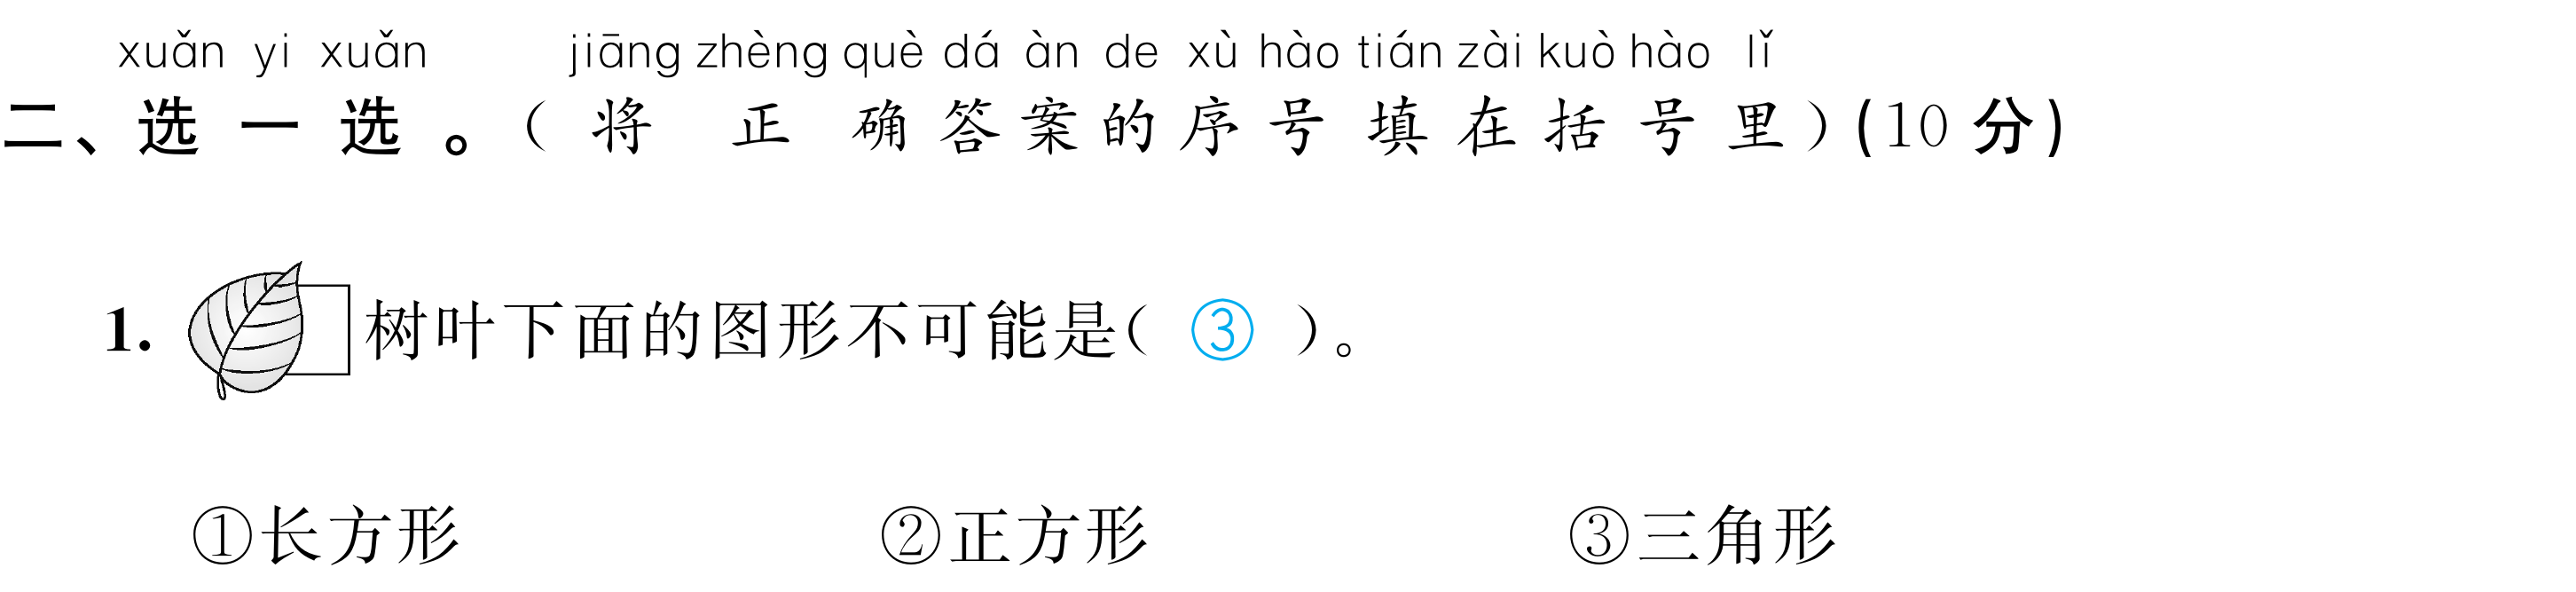 xuǎn yi xuǎn jiāng zhèng què dá àn de xù hào tián zài kuò hào lǐ
二、选一选。(将正确答案的序号填在括号里)(10分)
1. 树叶下面的图形不可能是( ③ )。
①长方形 ②正方形 ③三角形